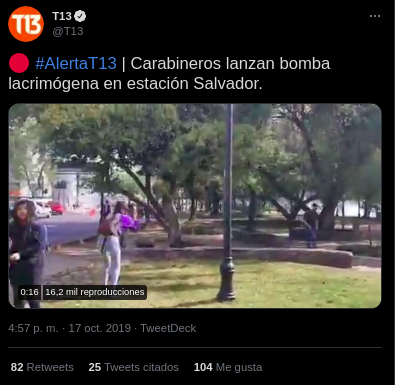 T13
T13
@T13
#AlertaT13 | Carabineros lanzan bomba
lacrimógena en estación Salvador.
0:16 16,2 mil reproducciones
4:57 p. m. · 17 oct. 2019 · TweetDeck
82 Retweets 25 Tweets citados 104 Me gusta